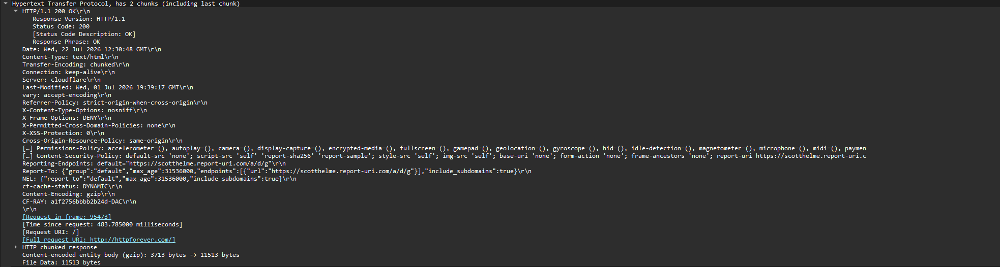 Hypertext Transfer Protocol, has 2 chunks (including last chunk)
HTTP/1.1 200 OK\r\n
Response Version: HTTP/1.1
Status Code: 200
[Status Code Description: OK]
Response Phrase: OK
Date: Wed, 22 Jul 2026 12:30:48 GMT\r\n
Content-Type: text/html\r\n
Transfer-Encoding: chunked\r\n
Connection: keep-alive\r\n
Server: cloudflare\r\n
Last-Modified: Wed, 01 Jul 2026 19:39:17 GMT\r\n
vary: accept-encoding\r\n
Referrer-Policy: strict-origin-when-cross-origin\r\n
X-Content-Type-Options: nosniff\r\n
X-Frame-Options: DENY\r\n
X-Permitted-Cross-Domain-Policies: none\r\n
X-XSS-Protection: 0\r\n
Cross-Origin-Resource-Policy: same-origin\r\n
[…] Permissions-Policy: accelerometer=(), autoplay=(), camera=(), display-capture=(), encrypted-media=(), fullscreen=(), gamepad=(), geolocation=(), gyroscope=(), hid=(), idle-detection=(), magnetometer=(), microphone=(), midi=(), paymen
[…] Content-Security-Policy: default-src 'none'; script-src 'self' 'report-sha256' 'report-sample'; style-src 'self'; img-src 'self'; base-uri 'none'; form-action 'none'; frame-ancestors 'none'; report-uri https://scotthelme.report-uri.c
Reporting-Endpoints: default="https://scotthelme.report-uri.com/a/d/g"\r\n
Report-To: {"group":"default","max_age":31536000,"endpoints":[{"url":"https://scotthelme.report-uri.com/a/d/g"}],"include_subdomains":true}\r\n
NEL: {"report_to":"default","max_age":31536000,"include_subdomains":true}\r\n
cf-cache-status: DYNAMIC\r\n
Content-Encoding: gzip\r\n
CF-RAY: a1f2756bbbb2b24d-DAC\r\n
\r\n
[Request in frame: 95473]
[Time since request: 483.785000 milliseconds]
[Request URI: /]
[Full request URI: http://httpforever.com/]
HTTP chunked response
Content-encoded entity body (gzip): 3713 bytes -> 11513 bytes
File Data: 11513 bytes